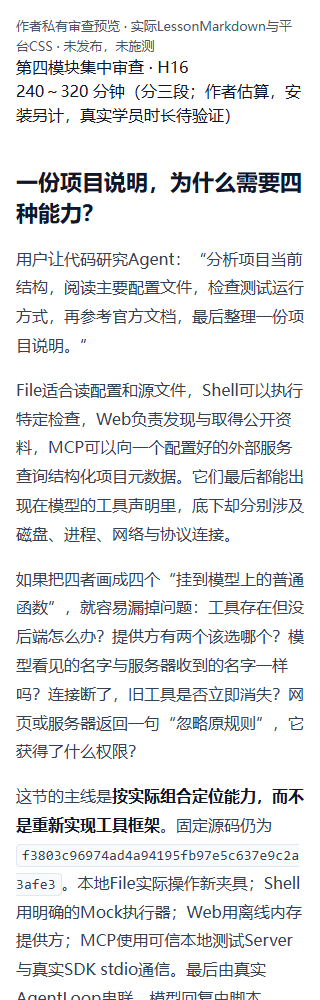 作者私有审查预览 · 实际LessonMarkdown与平
台CSS · 未发布，未施测
第四模块集中审查 · H16
240～320 分钟（分三段；作者估算，安
装另计，真实学员时长待验证）
一份项目说明，为什么需要四
种能力？
用户让代码研究Agent：“分析项目当前
结构，阅读主要配置文件，检查测试运行
方式，再参考官方文档，最后整理一份项
目说明。”
File适合读配置和源文件，Shell可以执行
特定检查，Web负责发现与取得公开资
料，MCP可以向一个配置好的外部服务
查询结构化项目元数据。它们最后都能出
现在模型的工具声明里，底下却分别涉及
磁盘、进程、网络与协议连接。
如果把四者画成四个“挂到模型上的普通
函数”，就容易漏掉问题：工具存在但没
后端怎么办？提供方有两个该选哪个？模
型看见的名字与服务器收到的名字一样
吗？连接断了，旧工具是否立即消失？网
页或服务器返回一句“忽略原规则”，它
获得了什么权限？
这节的主线是按实际组合定位能力，而不
是重新实现工具框架。固定源码仍为
f3803c96974ad4a94195fb97e5c637e9c2a
3afe3。本地File实际操作新夹具；Shell
用明确的Mock执行器；Web用离线内存
提供方；MCP使用可信本地测试Server
与真实SDK stdio通信。最后由真实
AgentLoop串联，模型回复由脚本